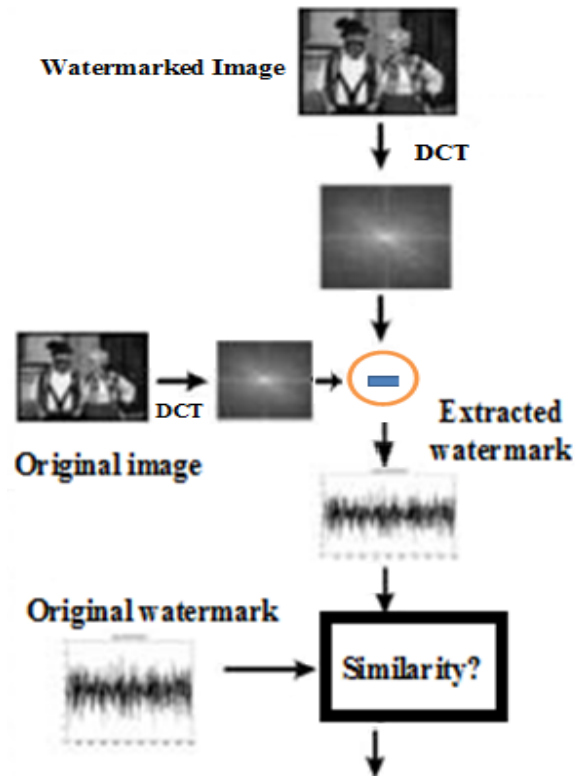 Watermarked Image
DCT
DCT
Original image
Extracted
watermark
Original watermark
Similarity?